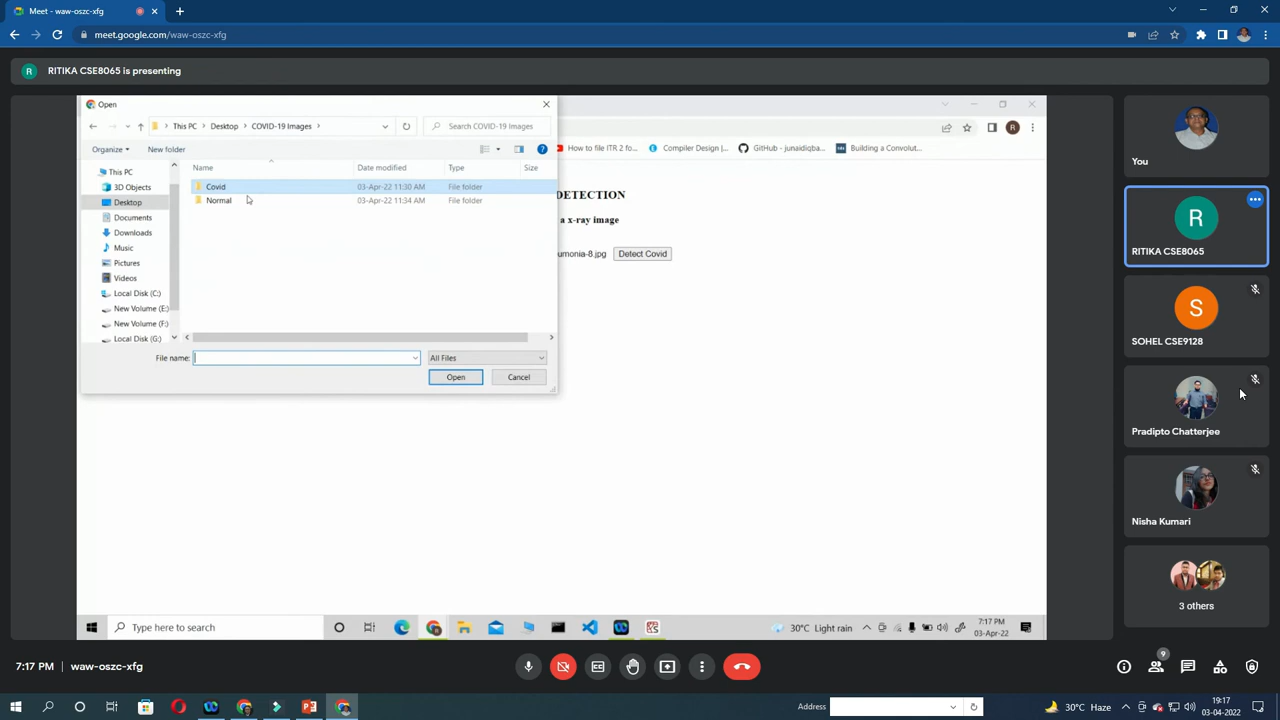 Meet - waw-oszc-xfg
meet.google.com/waw-oszc-xfg
R RITIKA CSE8065 is presenting
Open
This PC > Desktop > COVID-19 Images >
Search COVID-19 Images
Organize
New folder
How to file ITR 2 fo...
Compiler Design |...
GitHub - junaidiqba...
Building a Convolut...
R
Name
Date modified
Type
Size
This PC
3D Objects
Desktop
Documents
Downloads
Music
Pictures
Videos
Local Disk (C:)
New Volume (E:)
New Volume (F:)
Local Disk (G:)
Covid 03-Apr-22 11:30 AM File folder
Normal 03-Apr-22 11:34 AM File folder
File name:
All Files
Open
Cancel
DETECTION
a x-ray image
umonia-8.jpg Detect Covid
You
R
RITIKA CSE8065
S
SOHEL CSE9128
Pradipto Chatterjee
Nisha Kumari
3 others
Type here to search
30°C Light rain
7:17 PM
03-Apr-22
7:17 PM | waw-oszc-xfg
9
Address
30°C Haze
19:17
03-04-2022